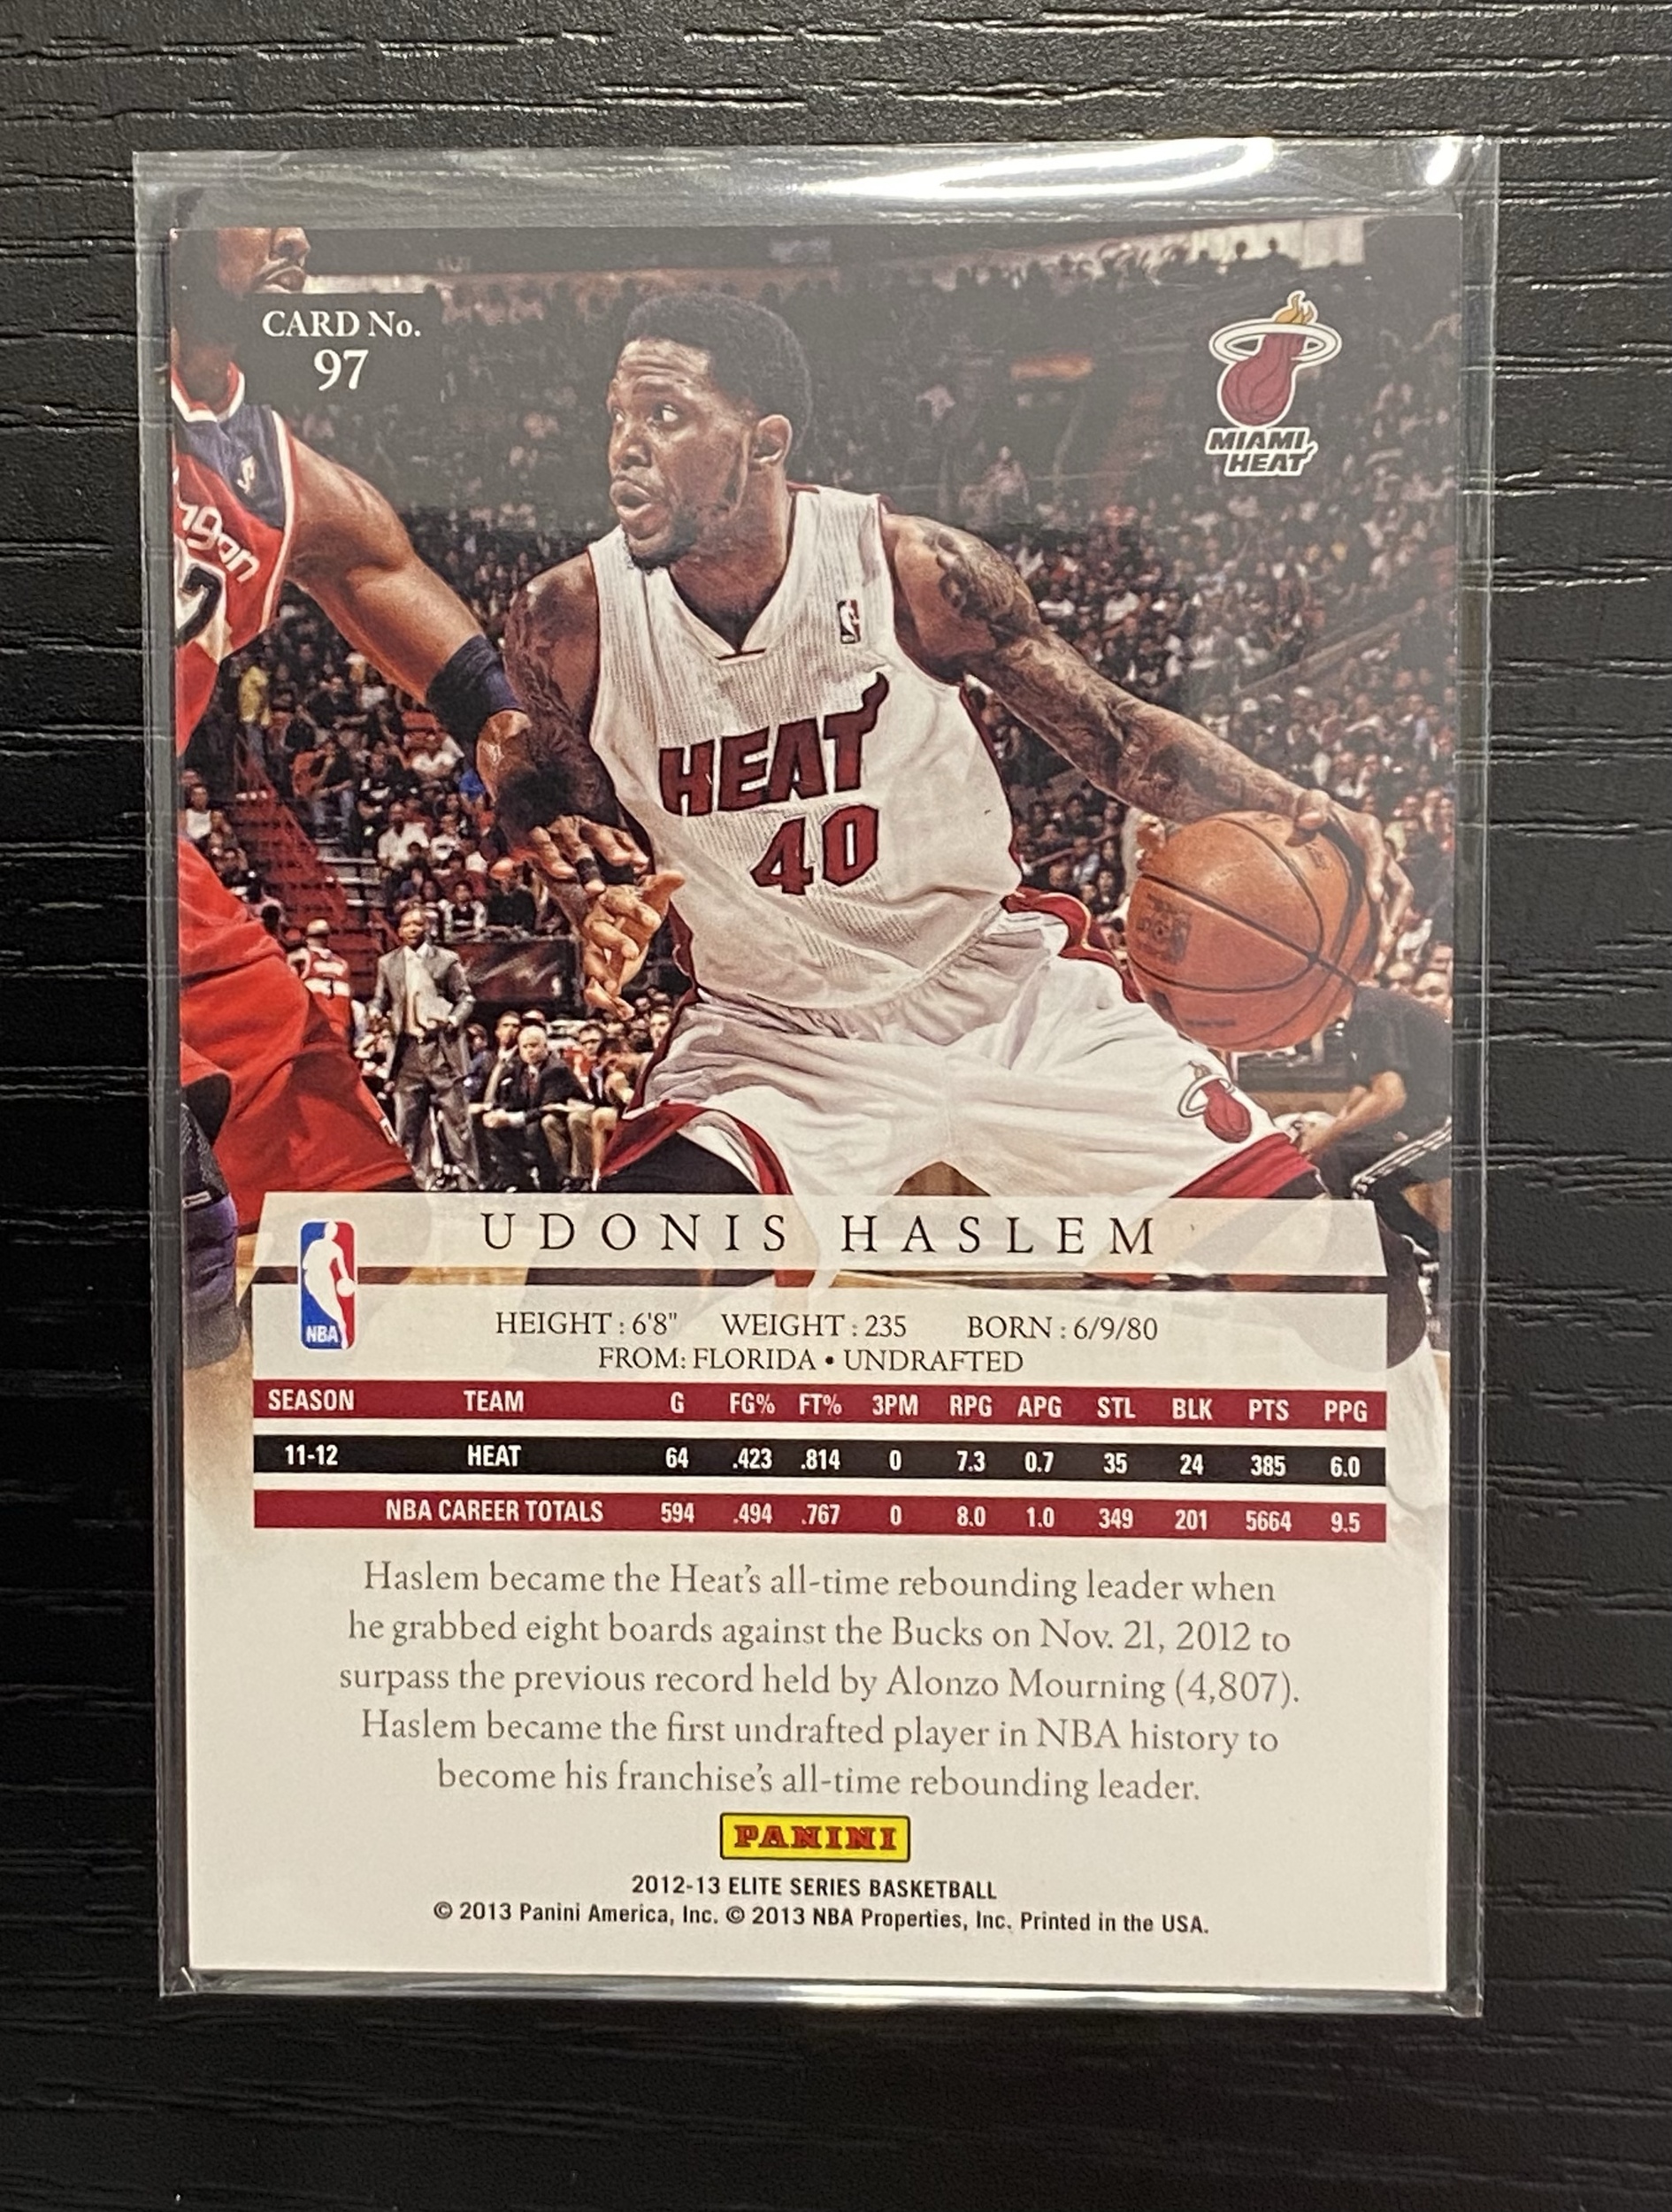 CARD No.
97
MIAMI
HEAT
ngton
HEAT
40
UDONIS HASLEM
NBA
HEIGHT : 6'8" WEIGHT : 235 BORN : 6/9/80
FROM: FLORIDA • UNDRAFTED
SEASON TEAM G FG% FT% 3PM RPG APG STL BLK PTS PPG
11-12 HEAT 64 .423 .814 0 7.3 0.7 35 24 385 6.0
NBA CAREER TOTALS 594 .494 .767 0 8.0 1.0 349 201 5664 9.5
Haslem became the Heat's all-time rebounding leader when
he grabbed eight boards against the Bucks on Nov. 21, 2012 to
surpass the previous record held by Alonzo Mourning (4,807).
Haslem became the first undrafted player in NBA history to
become his franchise's all-time rebounding leader.
PANINI
2012-13 ELITE SERIES BASKETBALL
© 2013 Panini America, Inc. © 2013 NBA Properties, Inc. Printed in the USA.